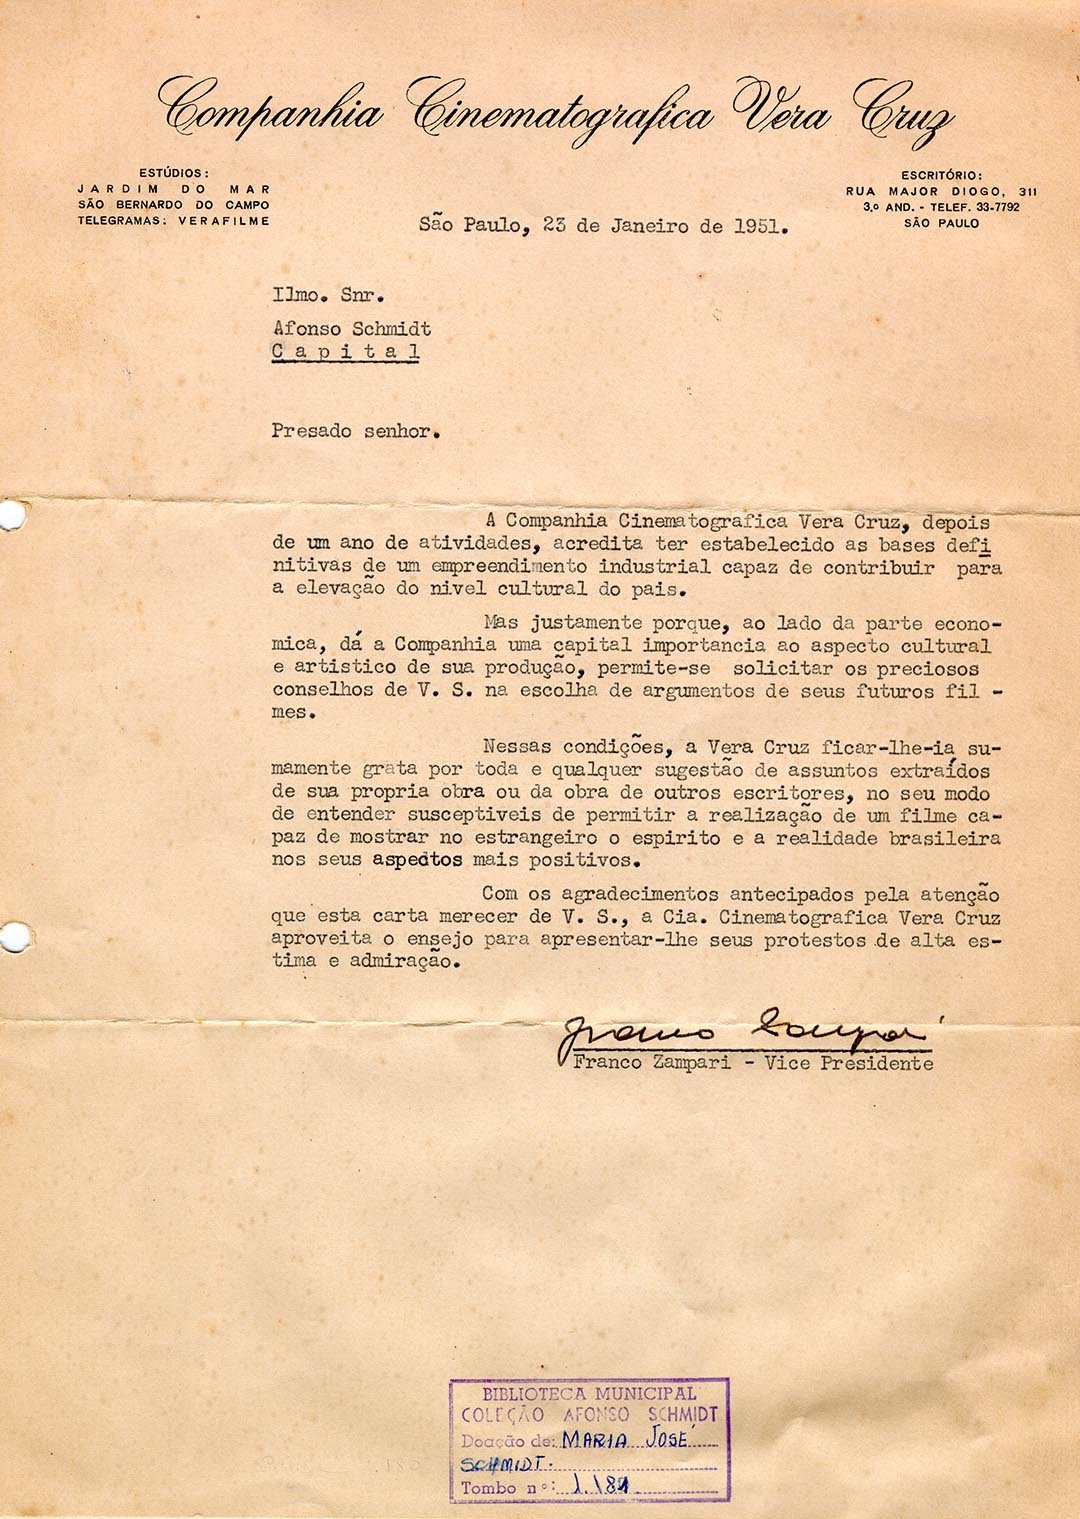 Companhia Cinematografica Vera Cruz
ESTÚDIOS:
JARDIM DO MAR
SÃO BERNARDO DO CAMPO
TELEGRAMAS: VERAFILME
ESCRITÓRIO:
RUA MAJOR DIOGO, 311
3.º AND. - TELEF. 33-7792
SÃO PAULO
São Paulo, 23 de Janeiro de 1951.
Ilmo. Snr.
Afonso Schmidt
C a p i t a l
Presado senhor.
A Companhia Cinematografica Vera Cruz, depois
de um ano de atividades, acredita ter estabelecido as bases defi
nitivas de um empreendimento industrial capaz de contribuir para
a elevação do nivel cultural do pais.
Mas justamente porque, ao lado da parte econo-
mica, dá a Companhia uma capital importancia ao aspecto cultural
e artistico de sua produção, permite-se solicitar os preciosos
conselhos de V. S. na escolha de argumentos de seus futuros fil -
mes.
Nessas condições, a Vera Cruz ficar-lhe-ia su-
mamente grata por toda e qualquer sugestão de assuntos extraídos
de sua propria obra ou da obra de outros escritores, no seu modo
de entender susceptiveis de permitir a realização de um filme ca-
paz de mostrar no estrangeiro o espirito e a realidade brasileira
nos seus aspedtos mais positivos.
Com os agradecimentos antecipados pela atenção
que esta carta merecer de V. S., a Cia. Cinematografica Vera Cruz
aproveita o ensejo para apresentar-lhe seus protestos de alta es-
tima e admiração.
Franco Zampari
Franco Zampari - Vice Presidente
BIBLIOTECA MUNICIPAL
COLEÇÃO AFONSO SCHMIDT
Doação de: MARIA JOSÉ
SCHMIDT.
Tombo nº: